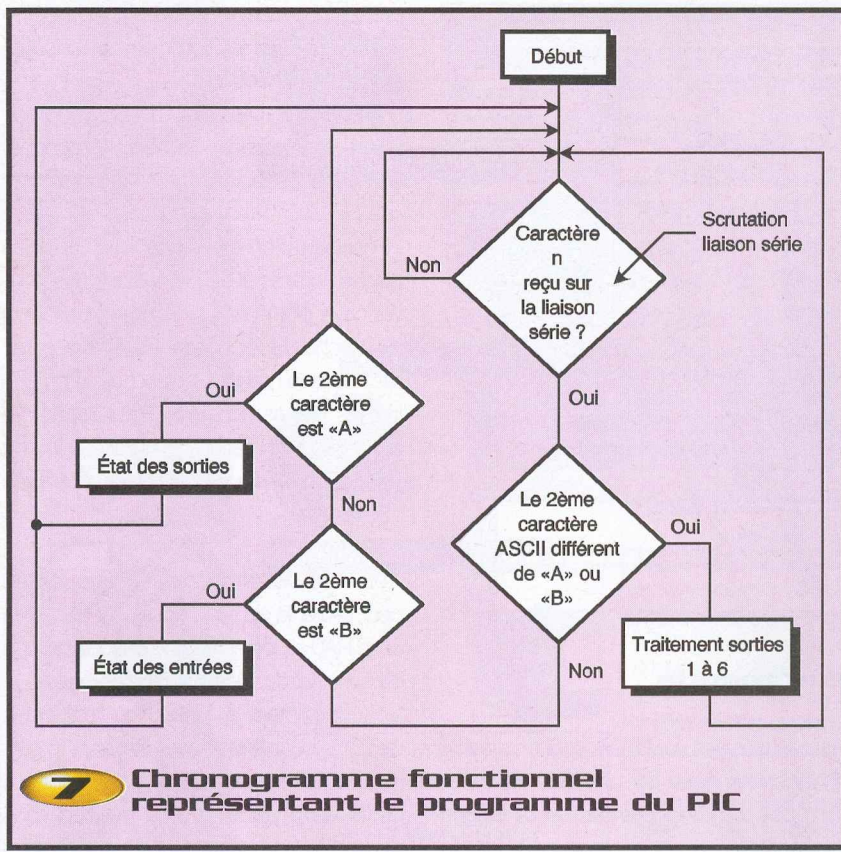 Début
Caractère
n
reçu sur
la liaison
série ?
Scrutation
liaison série
Non
Oui
Le 2ème
caractère
est «A»
Oui
État des sorties
Non
Le 2ème
caractère
ASCII différent
de «A» ou
«B»
Oui
Le 2ème
caractère
est «B»
Oui
État des entrées
Traitement sorties
1 à 6
Non
7
Chronogramme fonctionnel
représentant le programme du PIC